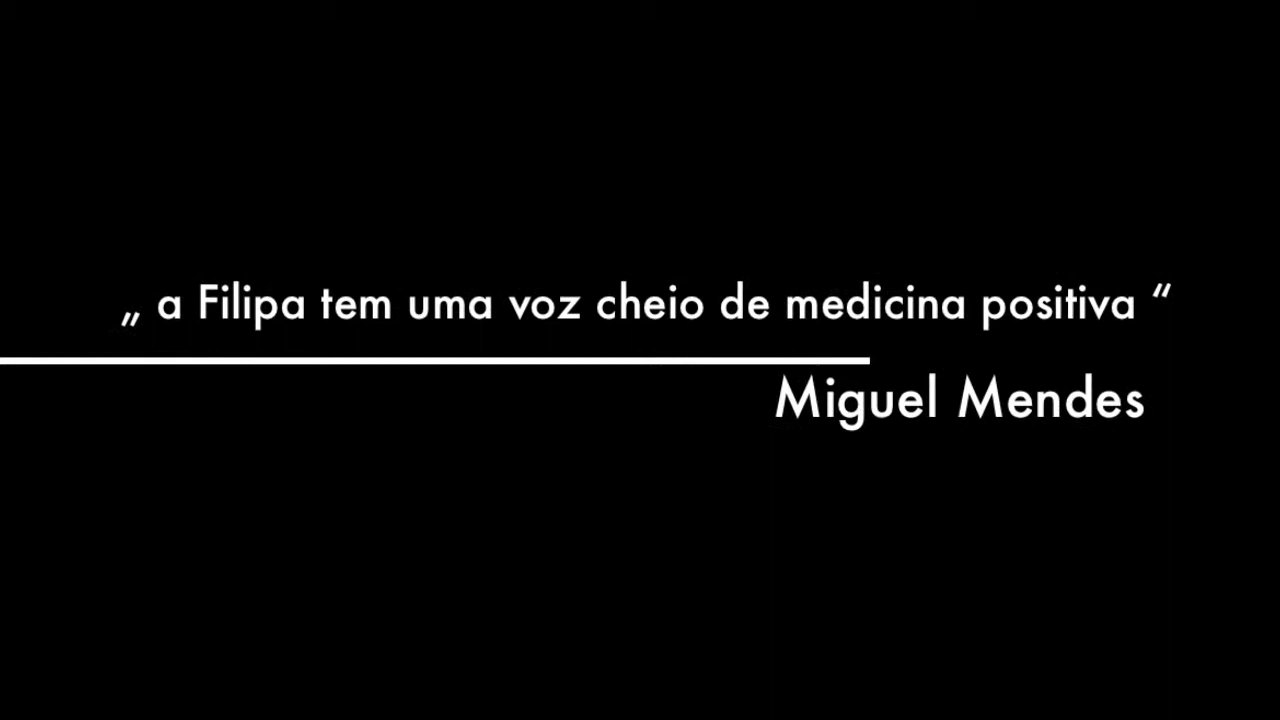 „ a Filipa tem uma voz cheio de medicina positiva “
Miguel Mendes